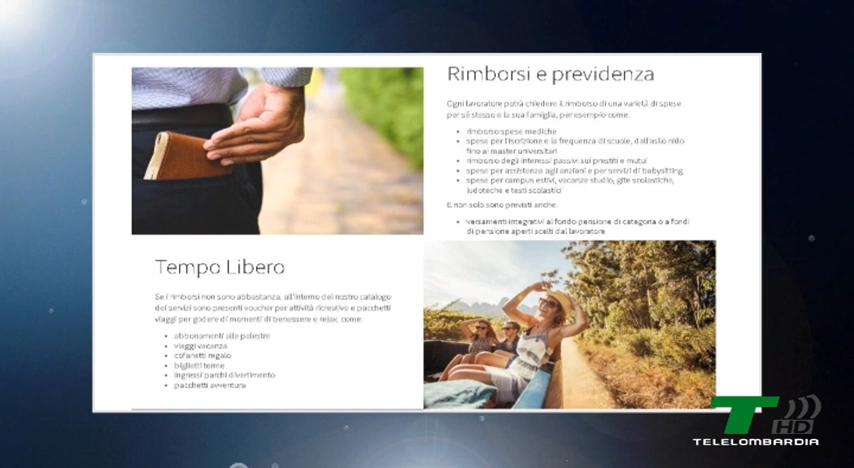 Rimborsi e previdenza
Ogni lavoratore potrà chiedere il rimborso di una varietà di spese
per sé stesso e la sua famiglia, per esempio come:
• rimborso spese mediche
• spese per l'iscrizione e la frequenza di scuole, dall'asilo nido
fino ai master universitari
• rimborso degli interessi passivi sui prestiti e mutui
• spese per assistenza agli anziani e per servizi di babysitting
• spese per campus estivi, vacanze studio, gite scolastiche,
ludoteche e testi scolastici
E non solo sono previsti anche:
• versamenti integrativi al fondo pensione di categoria o a fondi
di pensione aperti scelti dal lavoratore
Tempo Libero
Se i rimborsi non sono abbastanza, all'interno del nostro catalogo
dei servizi sono presenti voucher per attività ricreative e pacchetti
viaggi per godere di momenti di benessere e relax, come:
• abbonamenti alle palestre
• viaggi vacanza
• cofanetti regalo
• biglietti terme
• ingressi parchi divertimento
• pacchetti avventura
T HD
TELELOMBARDIA